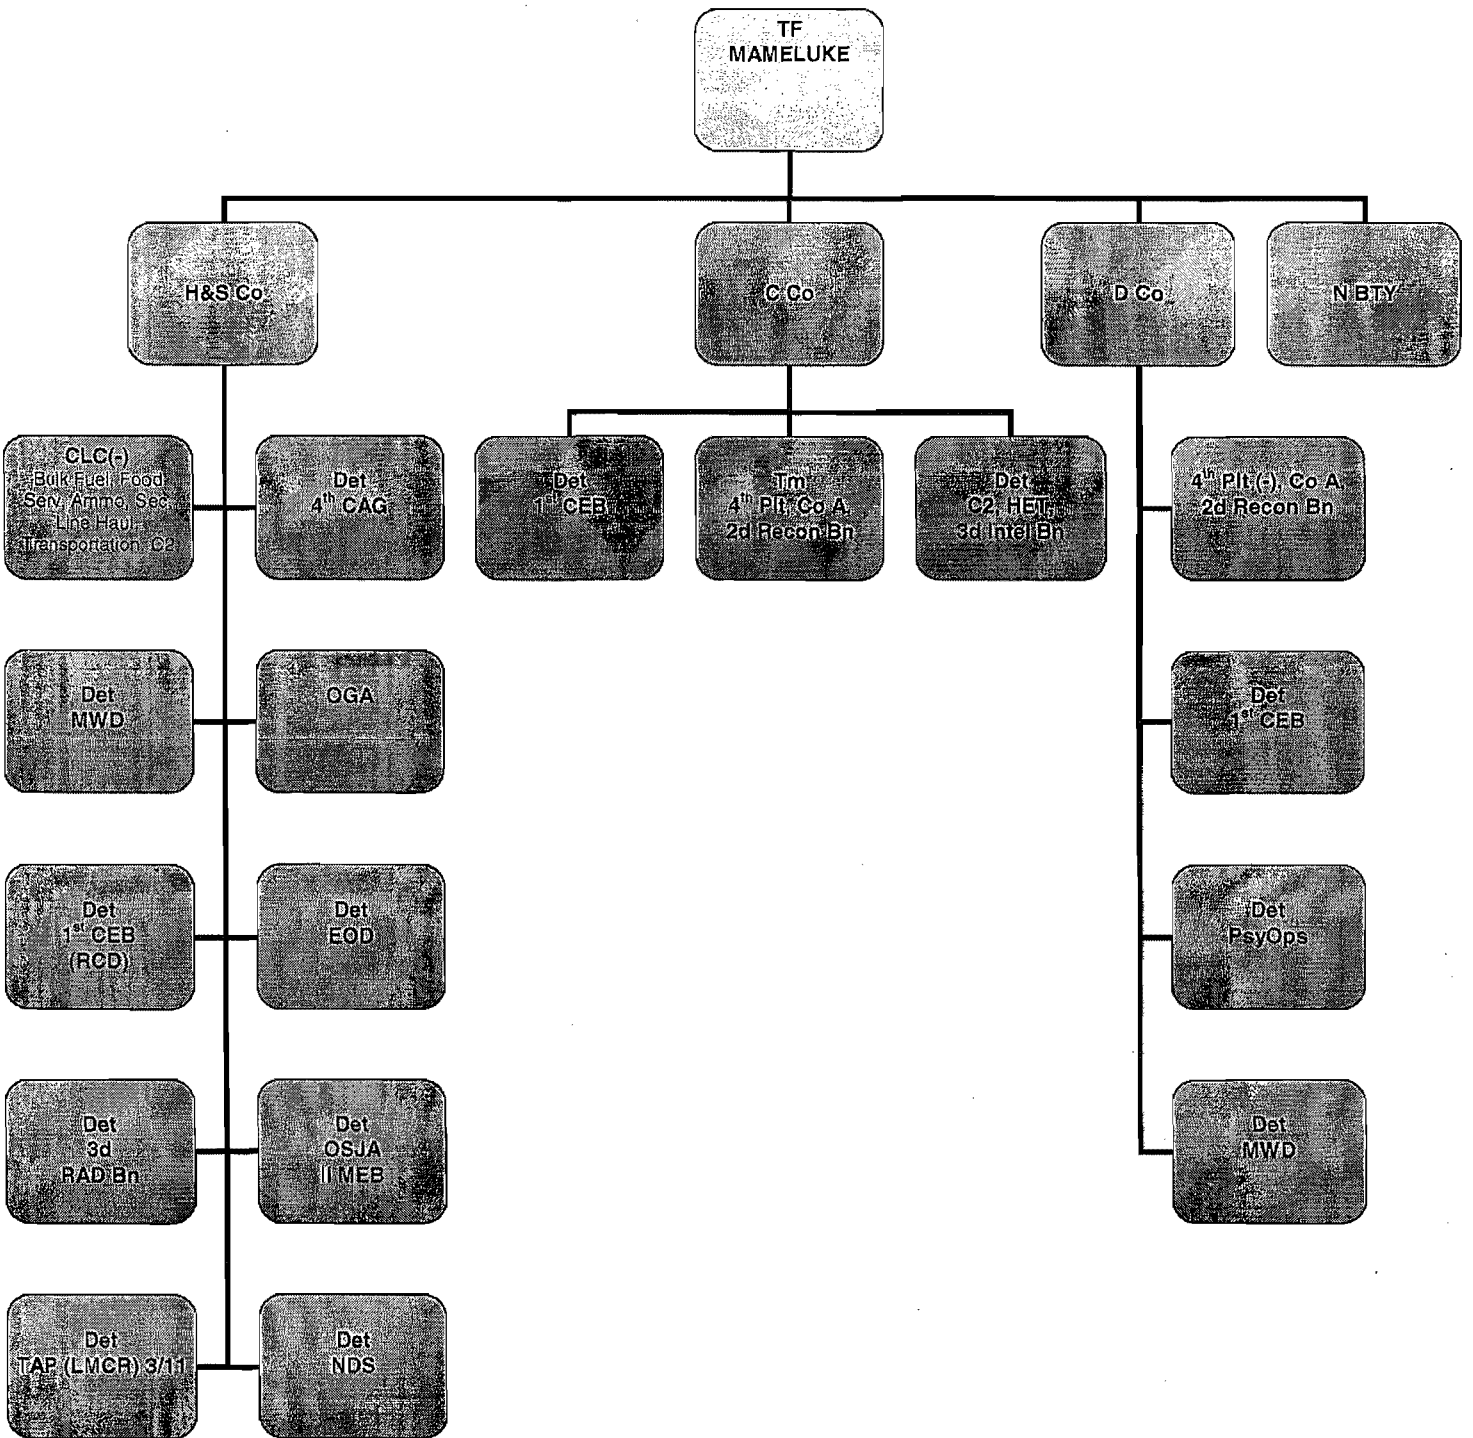 TF
MAMELUKE
H&S Co
C Co
D Co
N BTY
CLC(-)
Bulk Fuel, Food
Serv, Ammo, Sec,
Line Haul,
Transportation, C2
Det
4th CAG
Det
1st CEB
Tm
4th Plt, Co A,
2d Recon Bn
Det
C2, HET,
3d Intel Bn
4th Plt (-), Co A,
2d Recon Bn
Det
MWD
OGA
Det
1st CEB
Det
1st CEB
(RCD)
Det
EOD
Det
PsyOps
Det
3d
RAD Bn
Det
OSJA
II MEB
Det
MWD
Det
TAP (LMCR) 3/11
Det
NDS